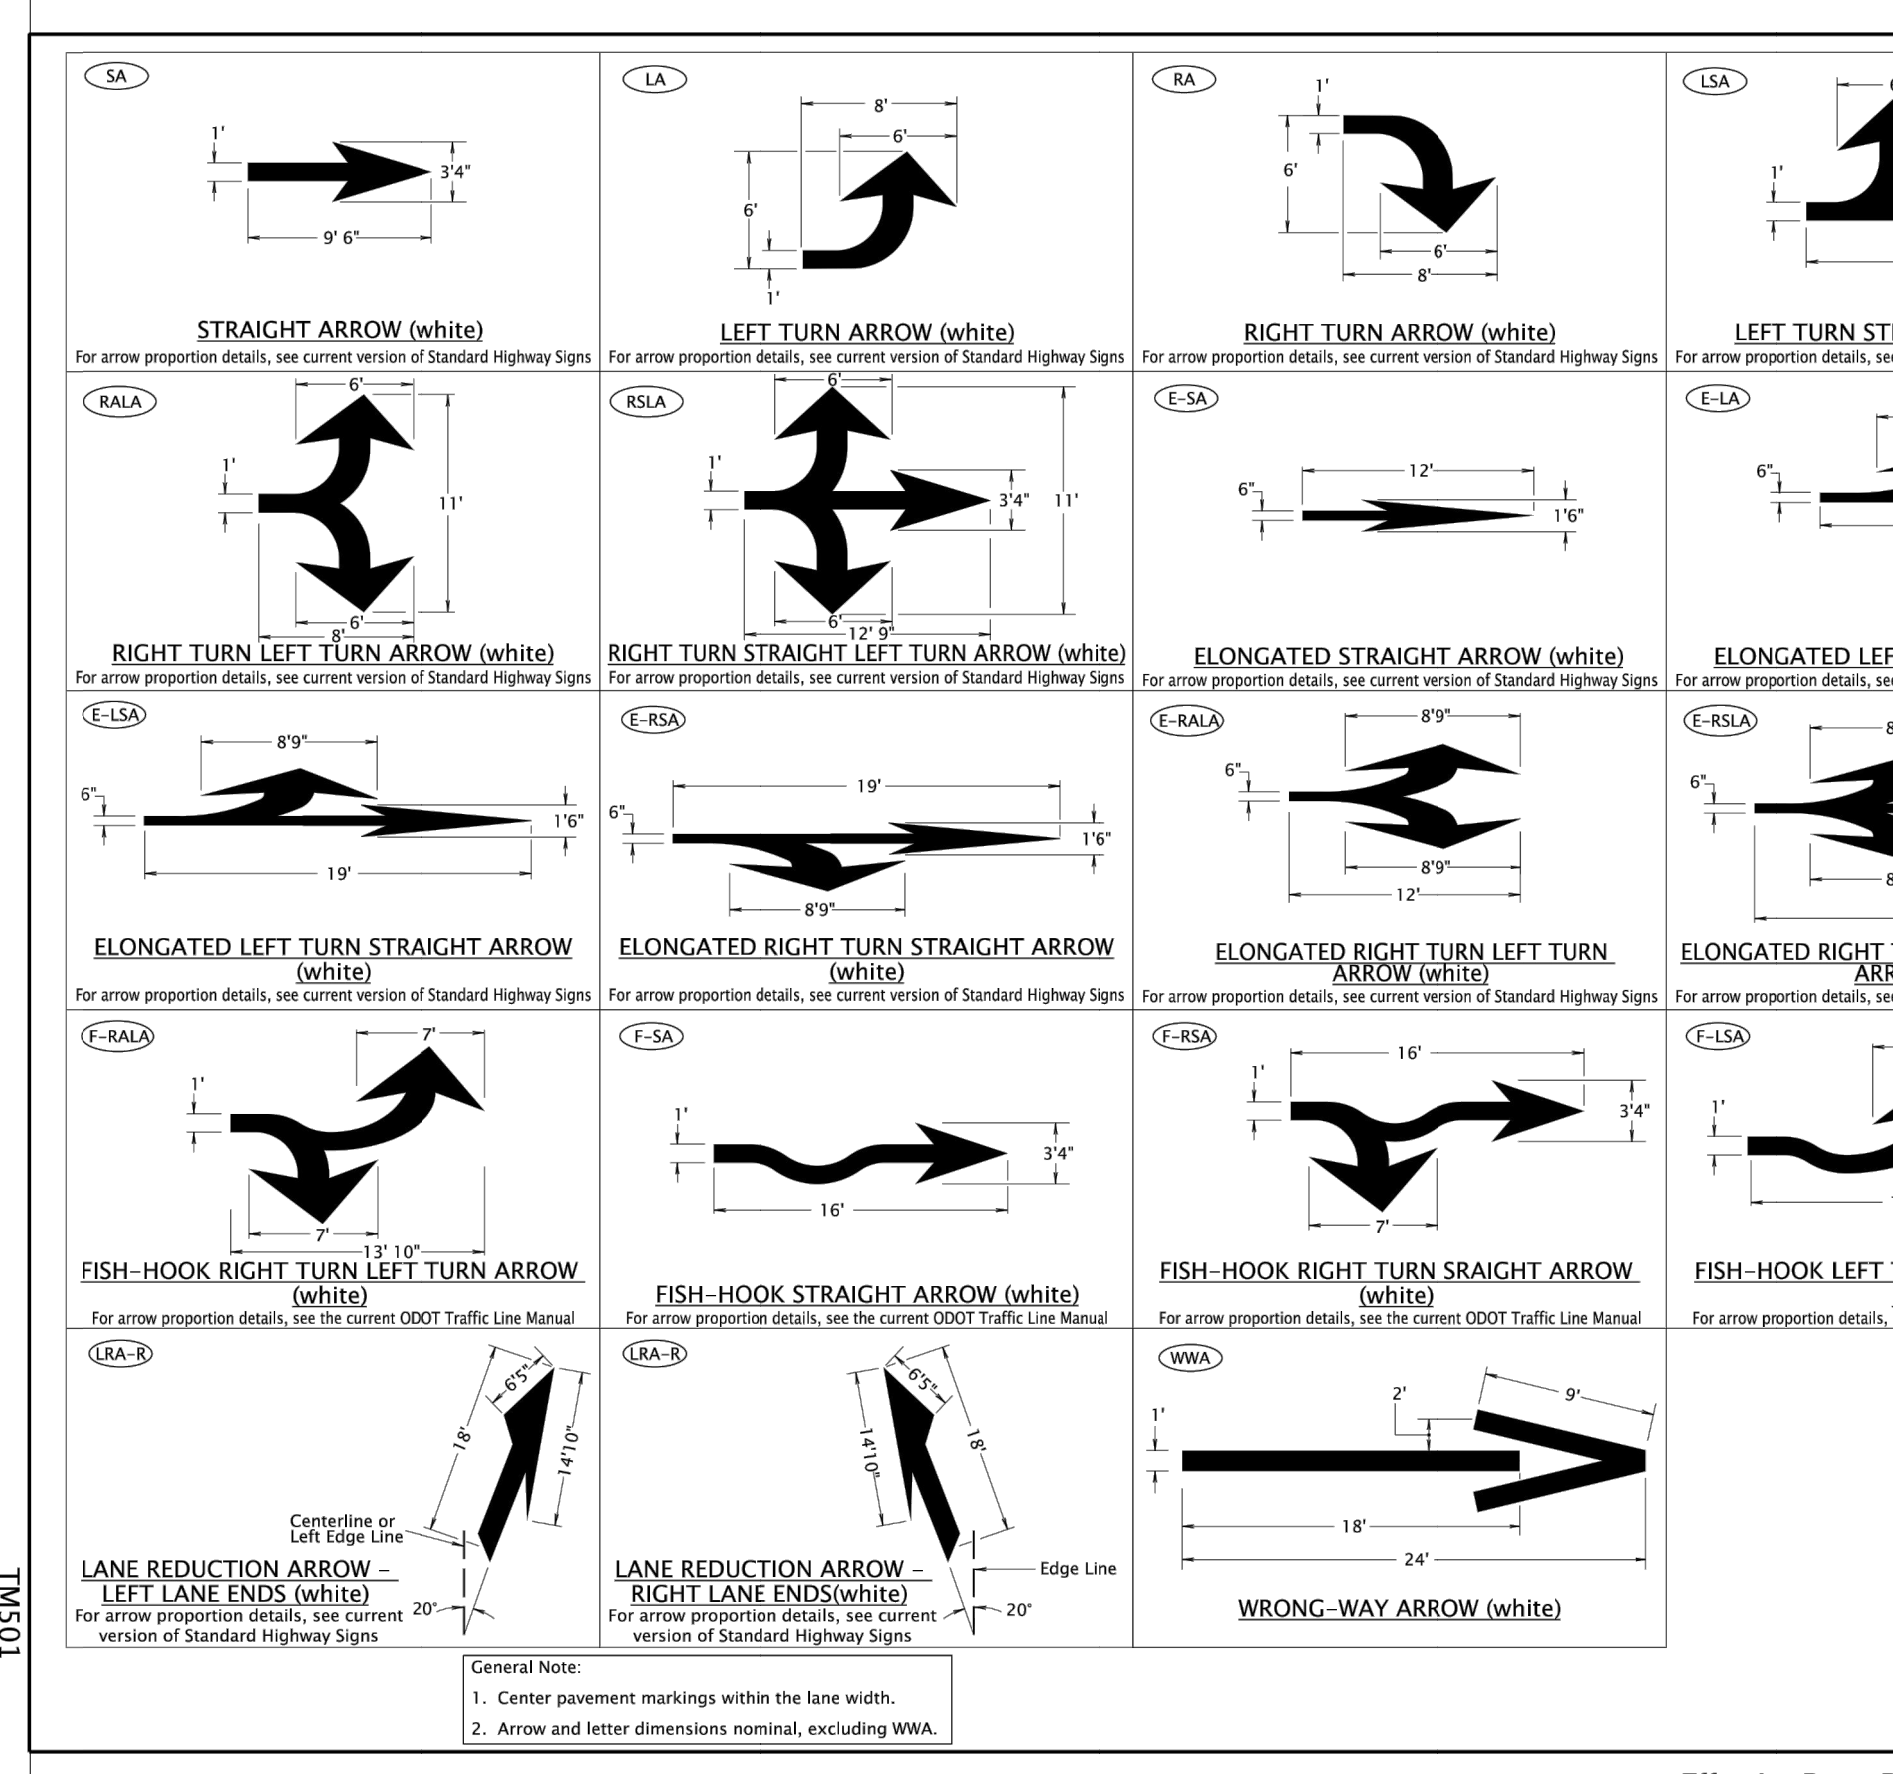 SA
1'
3'4"
9' 6"
STRAIGHT ARROW (white)
For arrow proportion details, see current version of Standard Highway Signs
LA
8'
6'
6'
1'
LEFT TURN ARROW (white)
For arrow proportion details, see current version of Standard Highway Signs
RA
1'
6'
6'
8'
RIGHT TURN ARROW (white)
For arrow proportion details, see current version of Standard Highway Signs
LSA
1'
LEFT TURN
For arrow proportion details,
RALA
6'
1'
11'
6'
8'
RIGHT TURN LEFT TURN ARROW (white)
For arrow proportion details, see current version of Standard Highway Signs
RSLA
6'
1'
3'4"
11'
6'
12' 9"
RIGHT TURN STRAIGHT LEFT TURN ARROW (white)
For arrow proportion details, see current version of Standard Highway Signs
E-SA
12'
6"
1'6"
ELONGATED STRAIGHT ARROW (white)
For arrow proportion details, see current version of Standard Highway Signs
E-LA
6"
ELONGATED
For arrow proportion details,
E-LSA
8'9"
6"
1'6"
19'
ELONGATED LEFT TURN STRAIGHT ARROW
(white)
For arrow proportion details, see current version of Standard Highway Signs
E-RSA
19'
6"
1'6"
8'9"
ELONGATED RIGHT TURN STRAIGHT ARROW
(white)
For arrow proportion details, see current version of Standard Highway Signs
E-RALA
8'9"
6"
8'9"
12'
ELONGATED RIGHT TURN LEFT TURN
ARROW (white)
For arrow proportion details, see current version of Standard Highway Signs
E-RSLA
6"
ELONGATED RIGHT
For arrow proportion details,
F-RALA
7'
1'
7'
13' 10"
FISH-HOOK RIGHT TURN LEFT TURN ARROW
(white)
For arrow proportion details, see the current ODOT Traffic Line Manual
F-SA
1'
3'4"
16'
FISH-HOOK STRAIGHT ARROW (white)
For arrow proportion details, see the current ODOT Traffic Line Manual
F-RSA
16'
1'
3'4"
7'
FISH-HOOK RIGHT TURN SRAIGHT ARROW
(white)
For arrow proportion details, see the current ODOT Traffic Line Manual
F-LSA
1'
FISH-HOOK LEFT
For arrow proportion details,
LRA-R
6'5"
18'
14'10"
Centerline or
Left Edge Line
LANE REDUCTION ARROW -
LEFT LANE ENDS (white)
20°
For arrow proportion details, see current
version of Standard Highway Signs
LRA-R
6'5"
18'
14'10"
Edge Line
LANE REDUCTION ARROW -
RIGHT LANE ENDS(white)
20°
For arrow proportion details, see current
version of Standard Highway Signs
WWA
2'
9'
1'
18'
24'
WRONG-WAY ARROW (white)
General Note:
1. Center pavement markings within the lane width.
2. Arrow and letter dimensions nominal, excluding WWA.
TM501